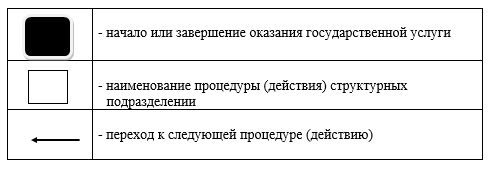 - начало или завершение оказания государственной услуги
- наименование процедуры (действия) структурных
подразделении
- переход к следующей процедуре (действию)